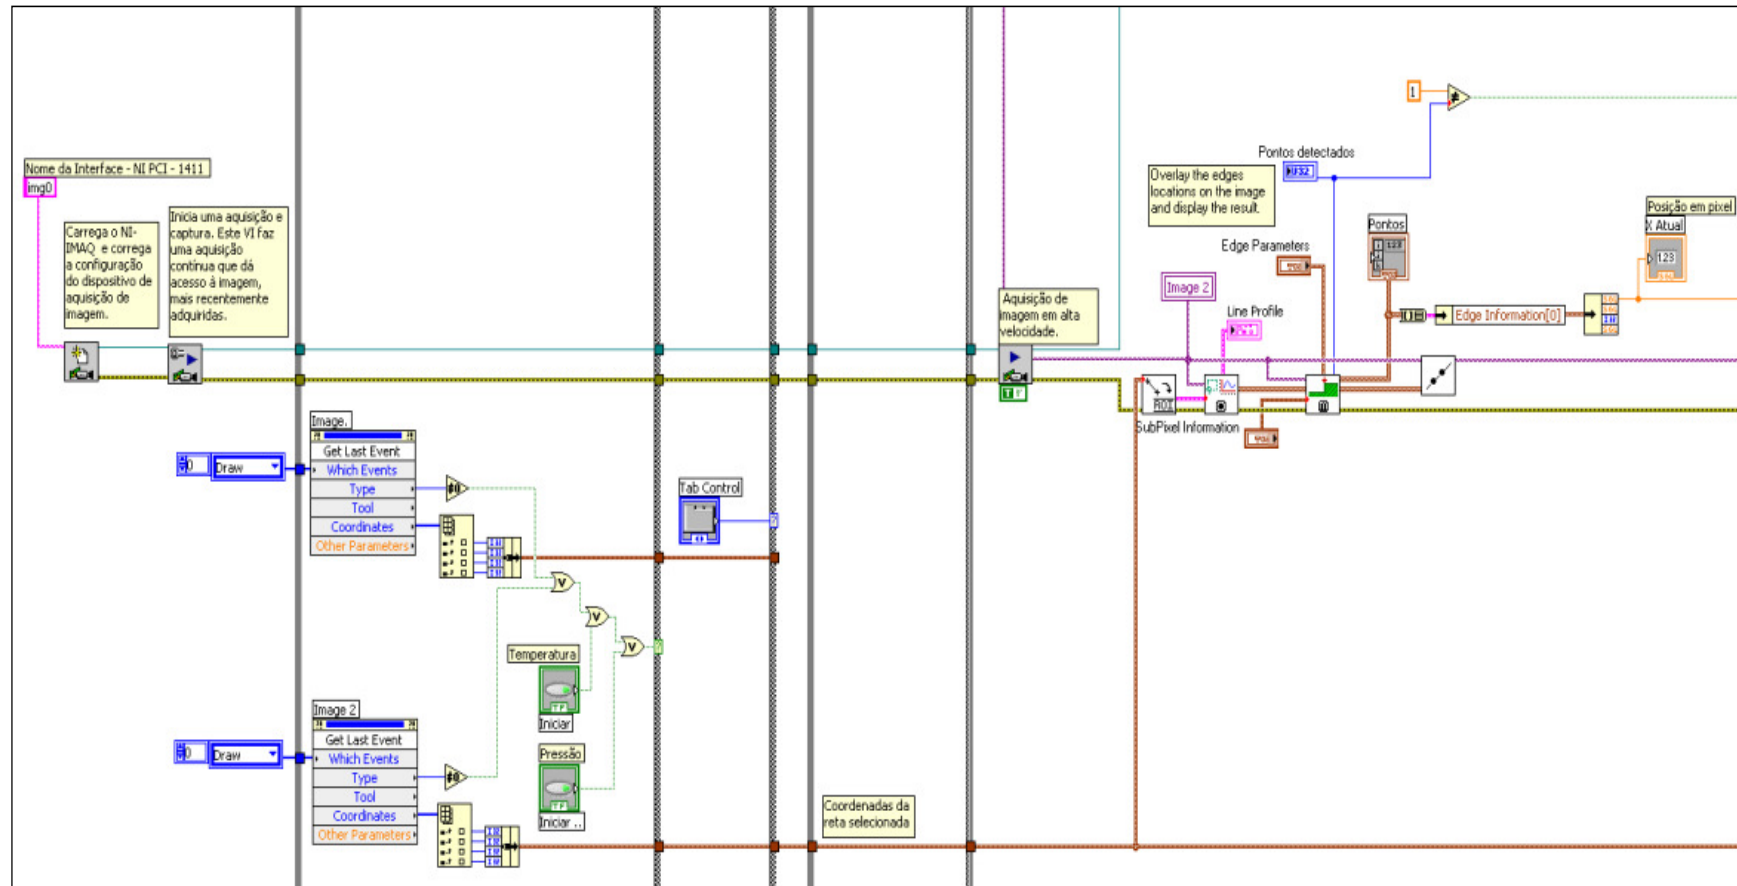 Nome da Interface - NI PCI - 1411
img0
Carrega o NI-
IMAQ e correga
a configuração
do dispositivo de
aquisição de
imagem.
Inicia uma aquisição e
captura. Este VI faz
uma aquisição
contínua que dá
acesso à imagem,
mais recentemente
adquiridas.
Image.
Get Last Event
Which Events
Type
Tool
Coordinates
Other Parameters
0
Draw
Temperatura
Iniciar
Pressão
Iniciar ..
Image 2
Get Last Event
Which Events
Type
Tool
Coordinates
Other Parameters
0
Draw
Tab Control
Coordenadas da
reta selecionada
Aquisição de
imagem em alta
velocidade.
Overlay the edges
locations on the image
and display the result.
Pontos detectados
U32
1
Edge Parameters
Image 2
Line Profile
SubPixel Information
ROI
Pontos
Edge Information[0]
Posição em pixel
X Atual
123